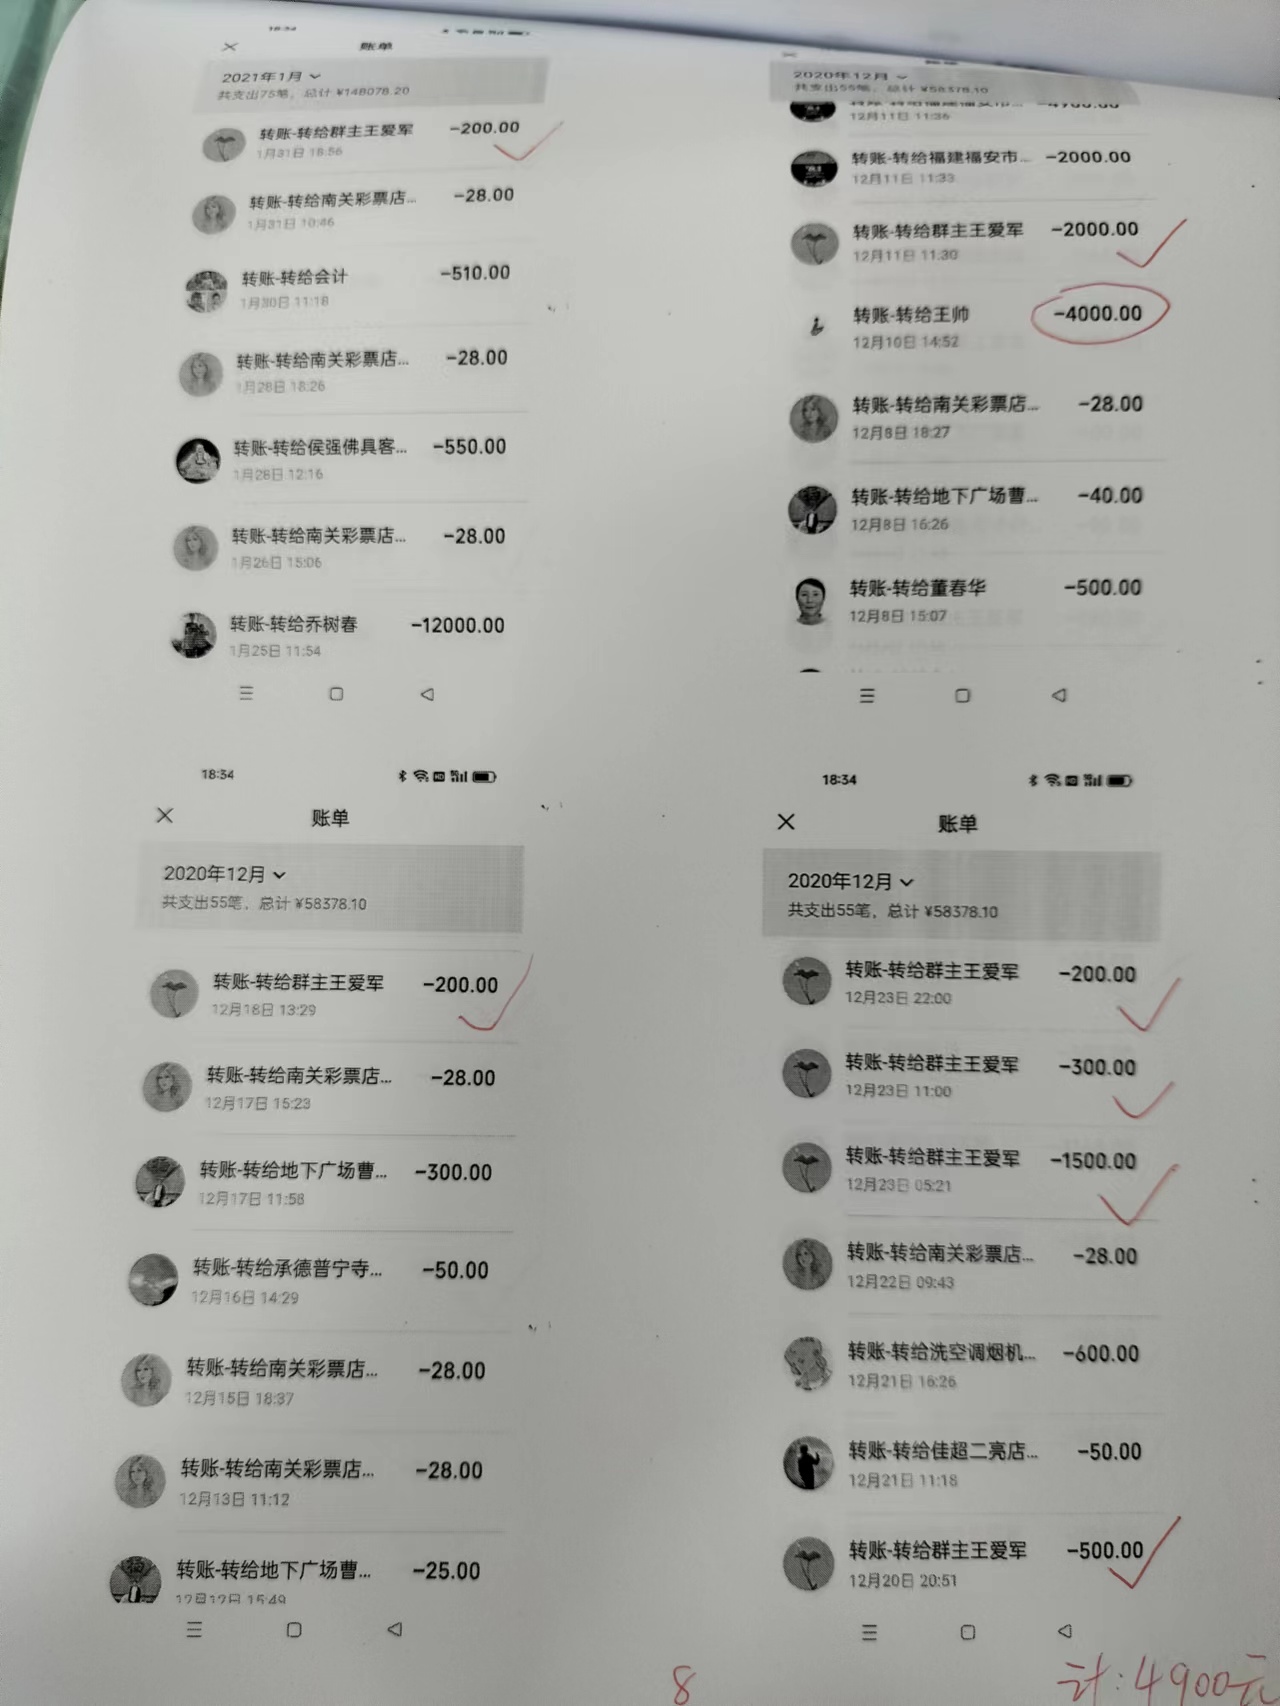 18:34
账单
2021年1月
共支出75笔，总计 ¥148078.20
转账-转给群主王爱军 -200.00
1月31日 18:56
转账-转给南关彩票店... -28.00
1月31日 10:46
转账-转给会计 -510.00
1月30日 11:18
转账-转给南关彩票店... -28.00
1月28日 18:26
转账-转给侯强佛具客... -550.00
1月28日 12:16
转账-转给南关彩票店... -28.00
1月26日 15:06
转账-转给乔树春 -12000.00
1月25日 11:54
2020年12月
共支出55笔，总计 ¥58378.10
转账-转给福建福安市... -4900.00
12月11日 11:36
转账-转给福建福安市... -2000.00
12月11日 11:33
转账-转给群主王爱军 -2000.00
12月11日 11:30
转账-转给王帅 -4000.00
12月10日 14:52
转账-转给南关彩票店... -28.00
12月8日 18:27
转账-转给地下广场曹... -40.00
12月8日 16:26
转账-转给董春华 -500.00
12月8日 15:07
18:34
账单
2020年12月
共支出55笔，总计 ¥58378.10
转账-转给群主王爱军 -200.00
12月18日 13:29
转账-转给南关彩票店... -28.00
12月17日 15:23
转账-转给地下广场曹... -300.00
12月17日 11:58
转账-转给承德普宁寺... -50.00
12月16日 14:29
转账-转给南关彩票店... -28.00
12月15日 18:37
转账-转给南关彩票店... -28.00
12月13日 11:12
转账-转给地下广场曹... -25.00
12月12日 15:49
18:34
账单
2020年12月
共支出55笔，总计 ¥58378.10
转账-转给群主王爱军 -200.00
12月23日 22:00
转账-转给群主王爱军 -300.00
12月23日 11:00
转账-转给群主王爱军 -1500.00
12月23日 05:21
转账-转给南关彩票店... -28.00
12月22日 09:43
转账-转给洗空调烟机... -600.00
12月21日 16:26
转账-转给佳超二亮店... -50.00
12月21日 11:18
转账-转给群主王爱军 -500.00
12月20日 20:51
8
计:4900元